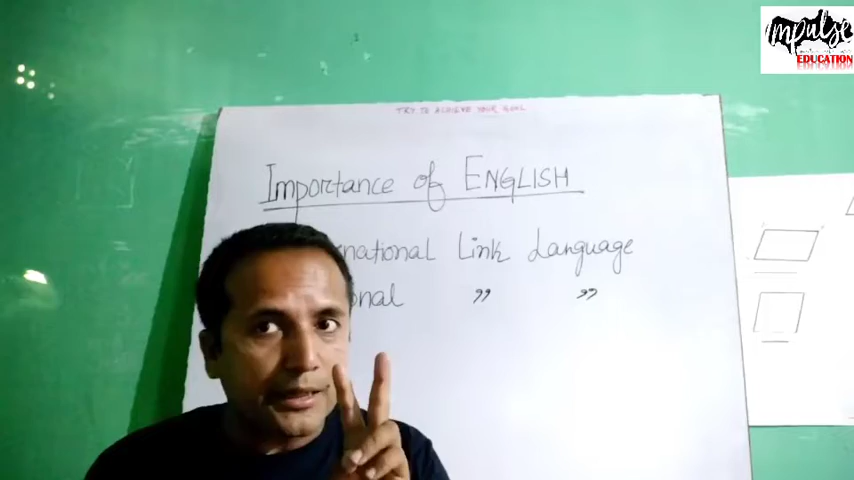 Impulse
EDUCATION
TRY TO ACHIEVE YOUR GOAL
Importance of ENGLISH
national Link Language
onal " "